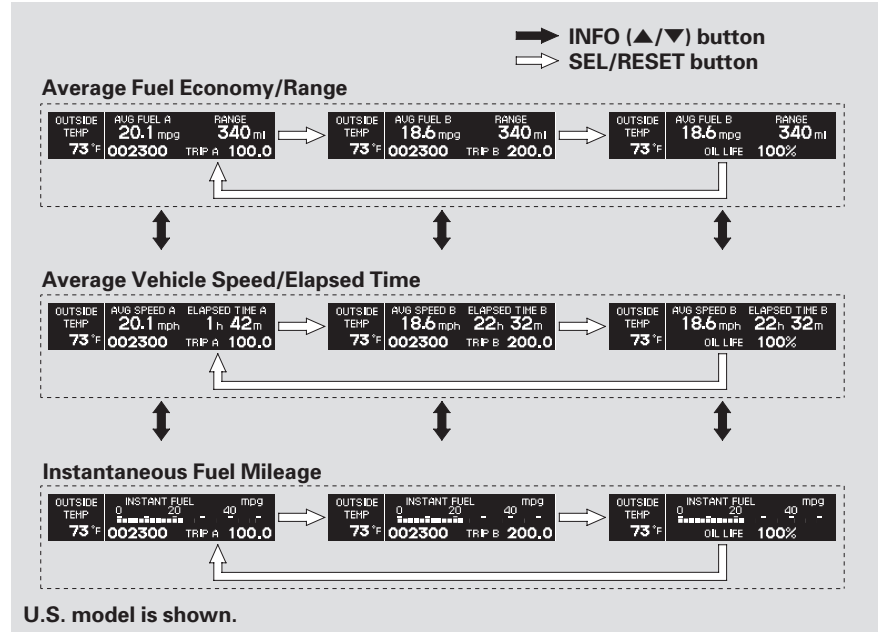 INFO (▲/▼) button
SEL/RESET button
Average Fuel Economy/Range
OUTSIDE TEMP 73°F AVG FUEL A 20.1 mpg RANGE 340 mi 002300 TRIP A 100.0
OUTSIDE TEMP 73°F AVG FUEL B 18.6 mpg RANGE 340 mi 002300 TRIP B 200.0
OUTSIDE TEMP 73°F AVG FUEL B 18.6 mpg RANGE 340 mi OIL LIFE 100%
Average Vehicle Speed/Elapsed Time
OUTSIDE TEMP 73°F AVG SPEED A 20.1 mph ELAPSED TIME A 1h 42m 002300 TRIP A 100.0
OUTSIDE TEMP 73°F AVG SPEED B 18.6 mph ELAPSED TIME B 22h 32m 002300 TRIP B 200.0
OUTSIDE TEMP 73°F AVG SPEED B 18.6 mph ELAPSED TIME B 22h 32m OIL LIFE 100%
Instantaneous Fuel Mileage
OUTSIDE TEMP 73°F INSTANT FUEL mpg 0 20 40 002300 TRIP A 100.0
OUTSIDE TEMP 73°F INSTANT FUEL mpg 0 20 40 002300 TRIP B 200.0
OUTSIDE TEMP 73°F INSTANT FUEL mpg 0 20 40 OIL LIFE 100%
U.S. model is shown.